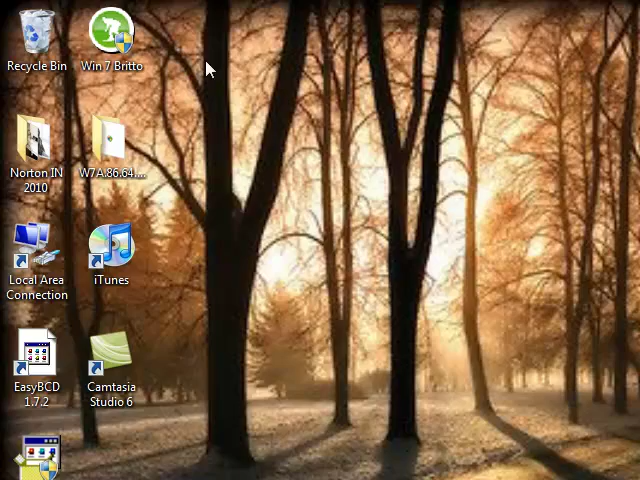 Recycle Bin
Win 7 Britto
Norton IN
2010
W7A.86.64....
Local Area
Connection
iTunes
EasyBCD
1.7.2
Camtasia
Studio 6